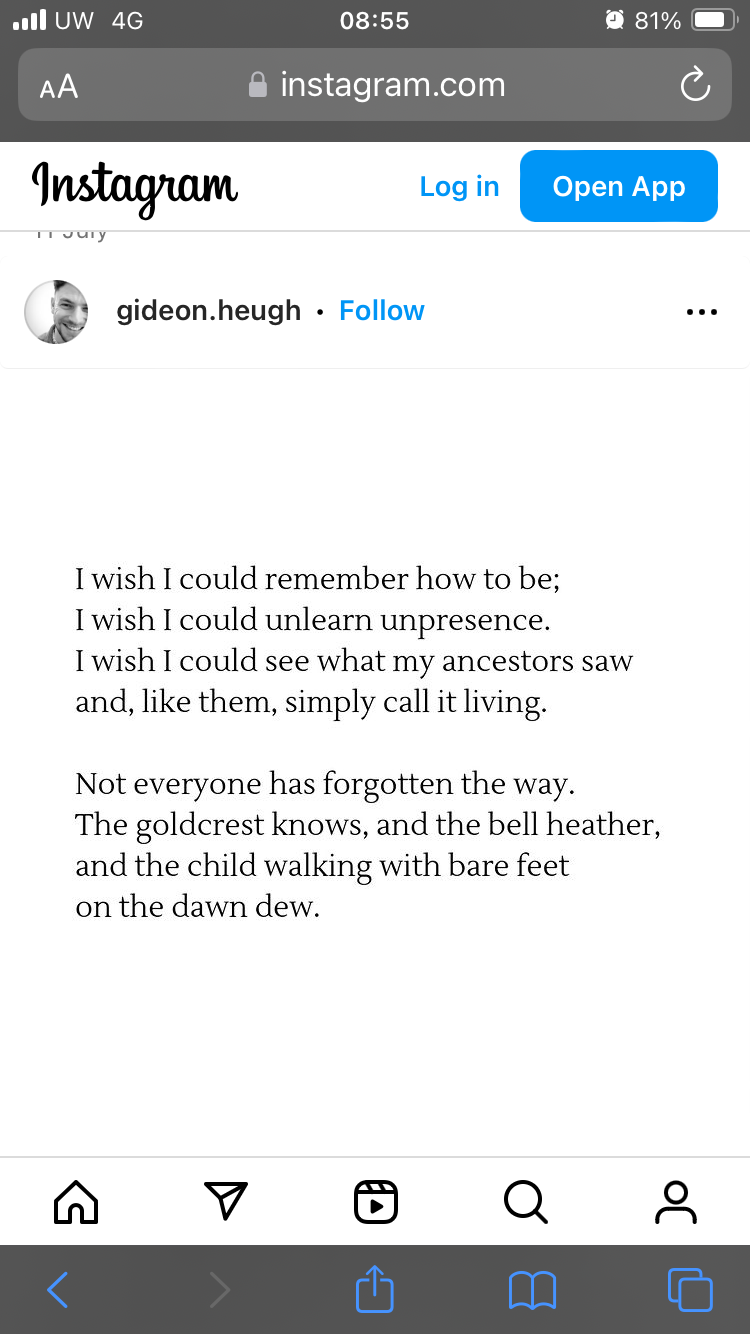 UW 4G 08:55 81%
AA instagram.com
Instagram Log in Open App
11 July
gideon.heugh • Follow
I wish I could remember how to be;
I wish I could unlearn unpresence.
I wish I could see what my ancestors saw
and, like them, simply call it living.
Not everyone has forgotten the way.
The goldcrest knows, and the bell heather,
and the child walking with bare feet
on the dawn dew.